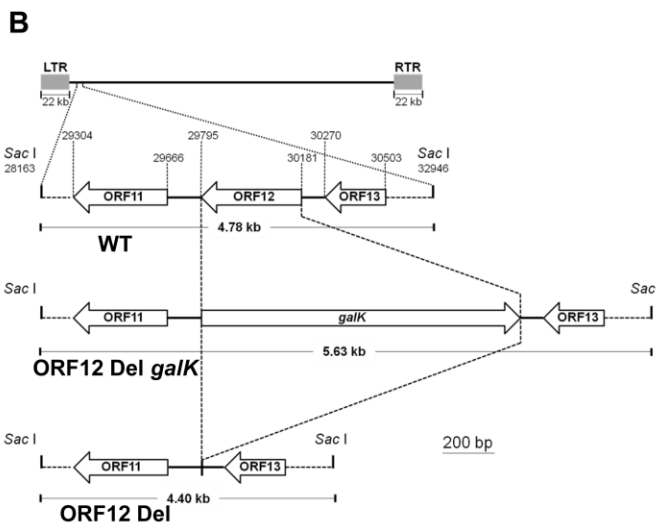 B
LTR RTR
22 kb 22 kb
29304 29795 30270
Sac I 29666 30181 30503 Sac I
28163 32946
ORF11 ORF12 ORF13
4.78 kb
WT
Sac I Sac
ORF11 galK ORF13
5.63 kb
ORF12 Del galK
Sac I Sac I 200 bp
ORF11 ORF13
4.40 kb
ORF12 Del